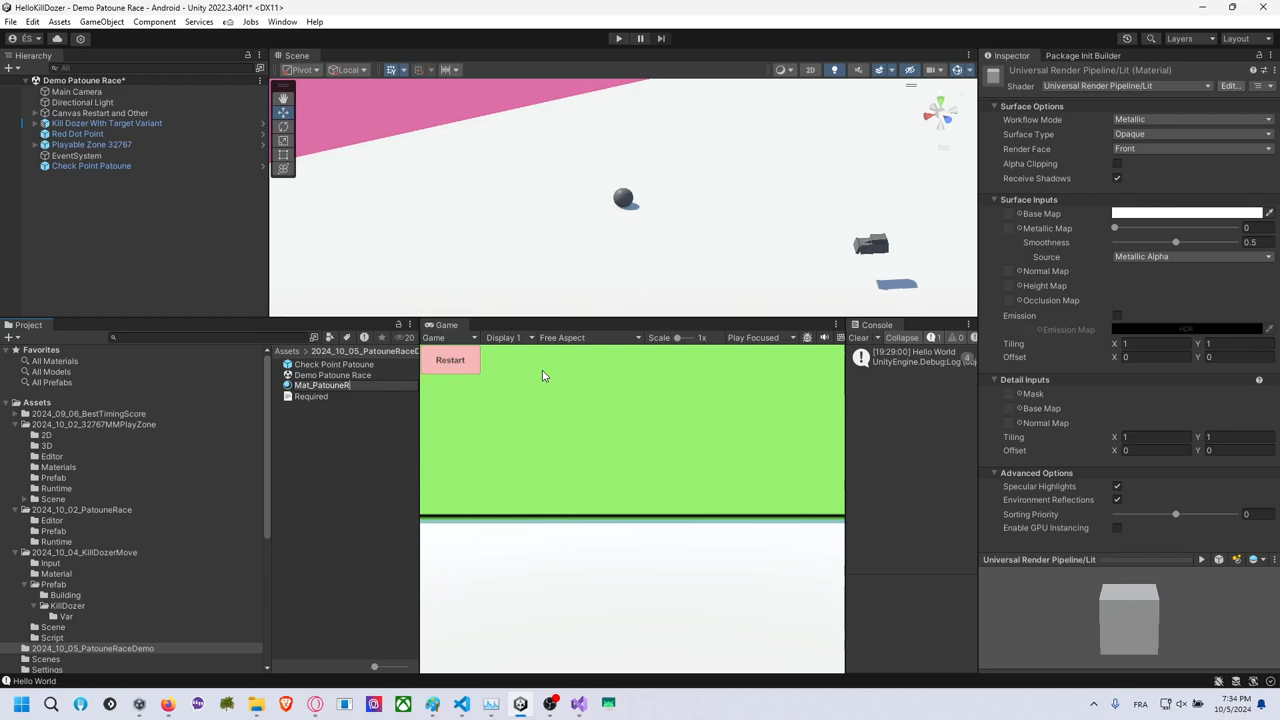 HelloKillDozer - Demo Patoune Race - Android - Unity 2022.3.40f1* <DX11>
File Edit Assets GameObject Component Services Jobs Window Help
ÉS Layers Layout
Hierarchy Scene Inspector Package Init Builder
All Pivot Local 2D Universal Render Pipeline/Lit (Material)
Shader Universal Render Pipeline/Lit Edit...
Demo Patoune Race*
Main Camera
Directional Light
Canvas Restart and Other
Kill Dozer With Target Variant
Red Dot Point
Playable Zone 32767
EventSystem
Check Point Patoune
Iso
Surface Options
Workflow Mode Metallic
Surface Type Opaque
Render Face Front
Alpha Clipping
Receive Shadows
Surface Inputs
Base Map
Metallic Map 0
Smoothness 0.5
Source Metallic Alpha
Normal Map
Height Map
Occlusion Map
Emission
Emission Map HDR
Tiling X 1 Y 1
Offset X 0 Y 0
Detail Inputs
Mask
Base Map
Normal Map
Tiling X 1 Y 1
Offset X 0 Y 0
Advanced Options
Specular Highlights
Environment Reflections
Sorting Priority 0
Enable GPU Instancing
Universal Render Pipeline/Lit
Project
20
Favorites
All Materials
All Models
All Prefabs
Assets
2024_09_06_BestTimingScore
2024_10_02_32767MMPlayZone
2D
3D
Editor
Materials
Prefab
Runtime
Scene
2024_10_02_PatouneRace
Editor
Prefab
Runtime
2024_10_04_KillDozerMove
Input
Material
Prefab
Building
KillDozer
Var
Scene
Script
2024_10_05_PatouneRaceDemo
Scenes
Settings
Assets 2024_10_05_PatouneRaceD
Check Point Patoune
Demo Patoune Race
Mat_PatouneR
Required
Game
Game Display 1 Free Aspect Scale 1x Play Focused
Restart
Console
Clear Collapse 1 0
[19:29:00] Hello World
UnityEngine.Debug:Log (obj
4
Hello World
FRA 7:34 PM
10/5/2024